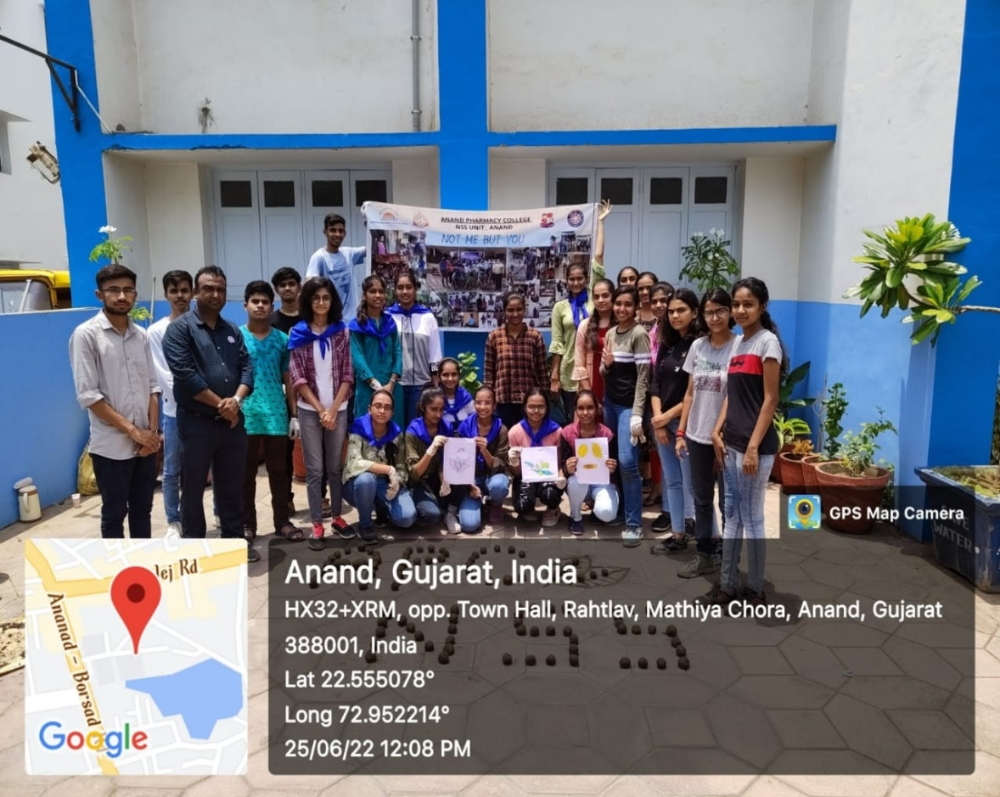 ANAND PHARMACY COLLEGE
NSS UNIT, ANAND
NOT ME BUT YOU
GPS Map Camera
WATER
NSS
lej Rd
Anand - Borsad
Google
Anand, Gujarat, India
HX32+XRM, opp. Town Hall, Rahtlav, Mathiya Chora, Anand, Gujarat
388001, India
Lat 22.555078°
Long 72.952214°
25/06/22 12:08 PM